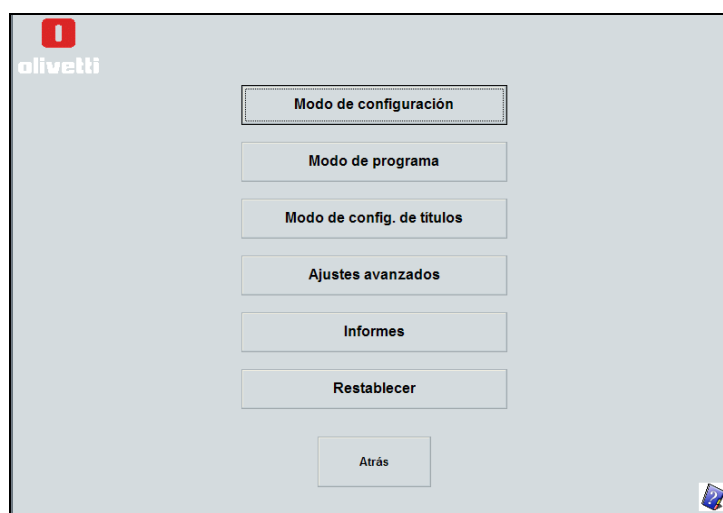 olivetti
Modo de configuración
Modo de programa
Modo de config. de títulos
Ajustes avanzados
Informes
Restablecer
Atrás